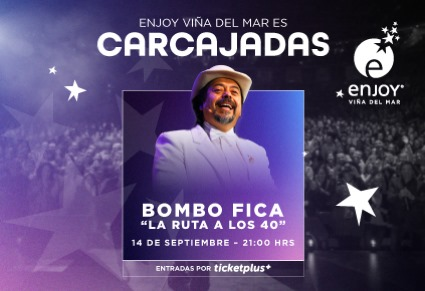 ENJOY VIÑA DEL MAR ES
CARCAJADAS
enjoy
VIÑA DEL MAR
BOMBO FICA
“LA RUTA A LOS 40”
14 DE SEPTIEMBRE – 21:00 HRS
ENTRADAS POR ticketplus+